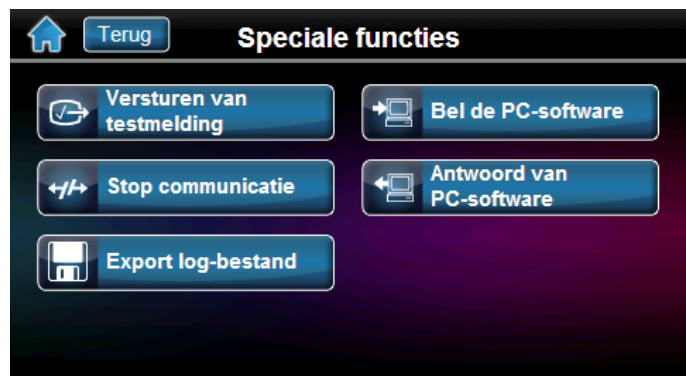 Terug
Speciale functies
Versturen van
testmelding
Bel de PC-software
Stop communicatie
Antwoord van
PC-software
Export log-bestand